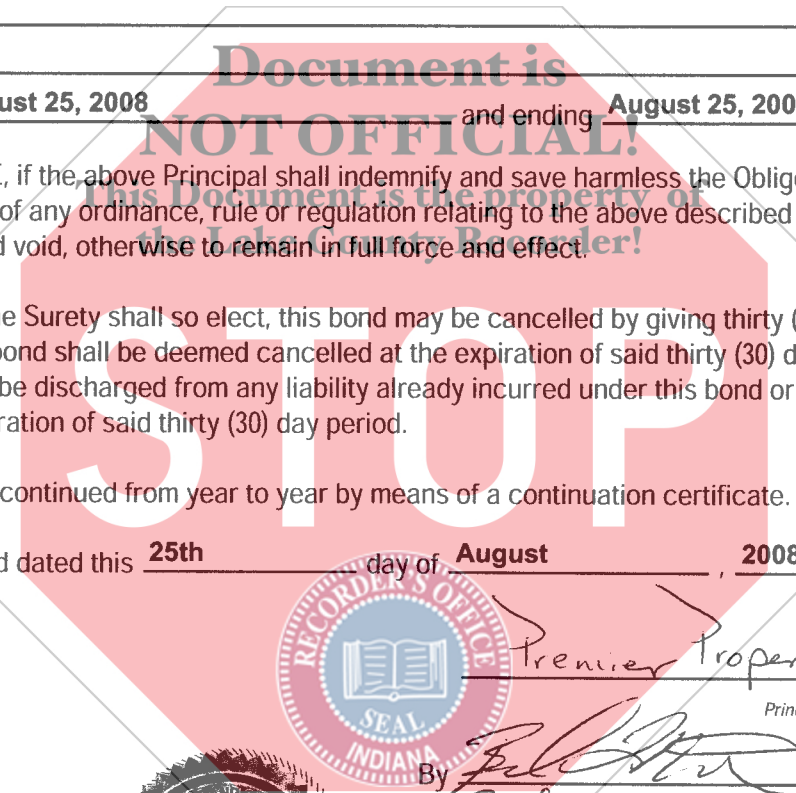 Document is
ust 25, 2008 and ending August 25, 200
NOT OFFICIAL!
, if the above Principal shall indemnify and save harmless the Oblig
This Document is the property of
of any ordinance, rule or regulation relating to the above described
the Lake County Recorder!
d void, otherwise to remain in full force and effect.
e Surety shall so elect, this bond may be cancelled by giving thirty (
bond shall be deemed cancelled at the expiration of said thirty (30) d
be discharged from any liability already incurred under this bond or
ration of said thirty (30) day period.
STOP
continued from year to year by means of a continuation certificate.
d dated this 25th day of August , 2008
RECORDER'S OFFICE
SEAL
INDIANA
Premier Proper
Prin
By